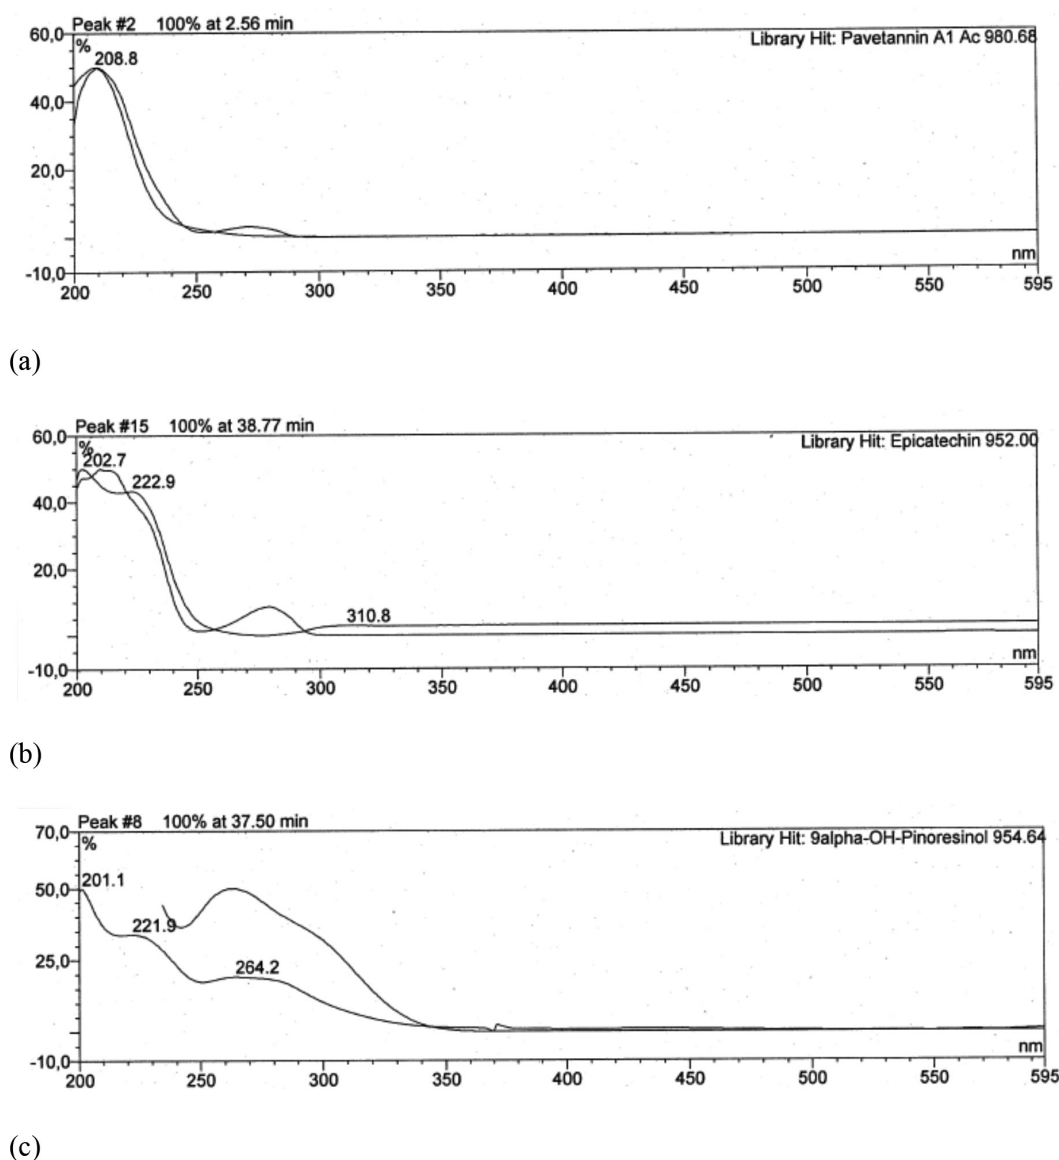 Peak #2 100% at 2.56 min
60,0
%
Library Hit: Pavetannin A1 Ac 980.68
208.8
40,0
20,0
nm
-10,0
200 250 300 350 400 450 500 550 595
(a)
Peak #15 100% at 38.77 min
60,0
%
Library Hit: Epicatechin 952.00
202.7
222.9
40,0
20,0
310.8
nm
-10,0
200 250 300 350 400 450 500 550 595
(b)
Peak #8 100% at 37.50 min
70,0
%
Library Hit: 9alpha-OH-Pinoresinol 954.64
50,0
201.1
221.9
25,0
264.2
nm
-10,0
200 250 300 350 400 450 500 550 595
(c)